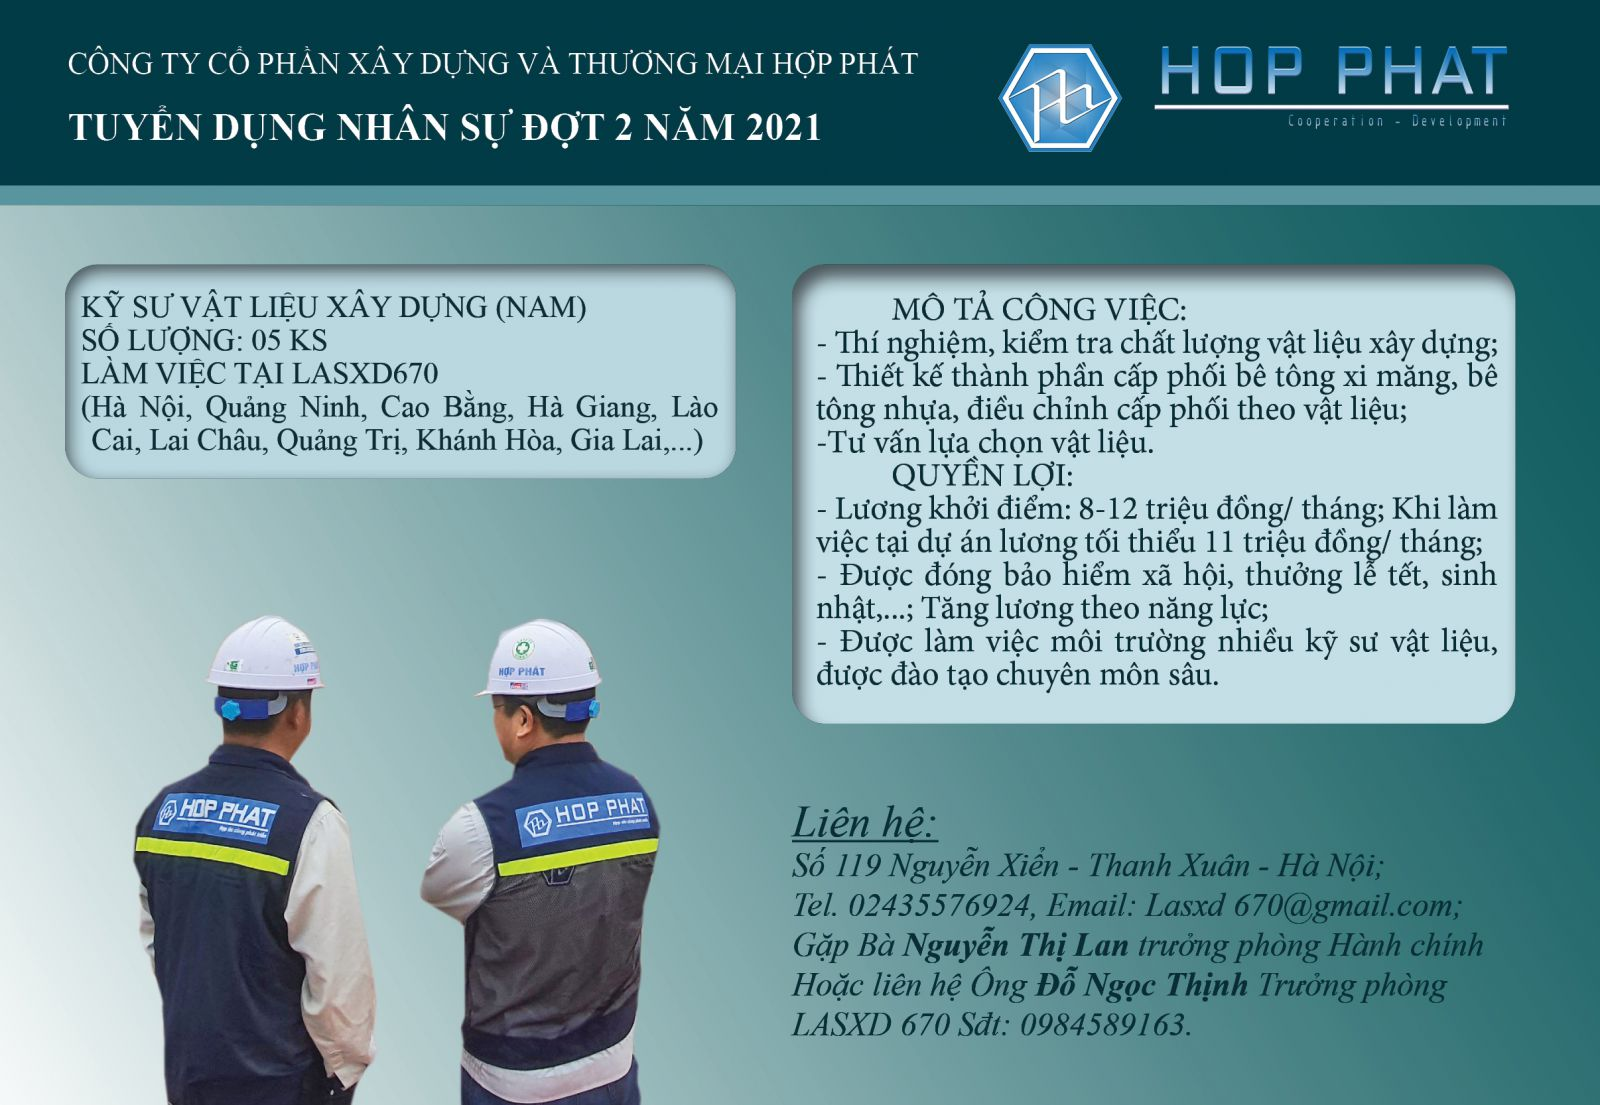 CÔNG TY CỔ PHẦN XÂY DỰNG VÀ THƯƠNG MẠI HỢP PHÁT
TUYỂN DỤNG NHÂN SỰ ĐỢT 2 NĂM 2021
HOP PHAT
Cooperation - Development
KỸ SƯ VẬT LIỆU XÂY DỰNG (NAM)
SỐ LƯỢNG: 05 KS
LÀM VIỆC TẠI LASXD670
(Hà Nội, Quảng Ninh, Cao Bằng, Hà Giang, Lào
Cai, Lai Châu, Quảng Trị, Khánh Hòa, Gia Lai,...)
MÔ TẢ CÔNG VIỆC:
- Thí nghiệm, kiểm tra chất lượng vật liệu xây dựng;
- Thiết kế thành phần cấp phối bê tông xi măng, bê
tông nhựa, điều chỉnh cấp phối theo vật liệu;
-Tư vấn lựa chọn vật liệu.
QUYỀN LỢI:
- Lương khởi điểm: 8-12 triệu đồng/ tháng; Khi làm
việc tại dự án lương tối thiểu 11 triệu đồng/ tháng;
- Được đóng bảo hiểm xã hội, thưởng lễ tết, sinh
nhật,...; Tăng lương theo năng lực;
- Được làm việc môi trường nhiều kỹ sư vật liệu,
được đào tạo chuyên môn sâu.
HỢP PHÁT
HỢP PHÁT
HOP PHAT
Hợp tác cùng phát triển
HOP PHAT
Liên hệ:
Số 119 Nguyễn Xiển - Thanh Xuân - Hà Nội;
Tel. 02435576924, Email: Lasxd 670@gmail.com;
Gặp Bà Nguyễn Thị Lan trưởng phòng Hành chính
Hoặc liên hệ Ông Đỗ Ngọc Thịnh Trưởng phòng
LASXD 670 Sđt: 0984589163.